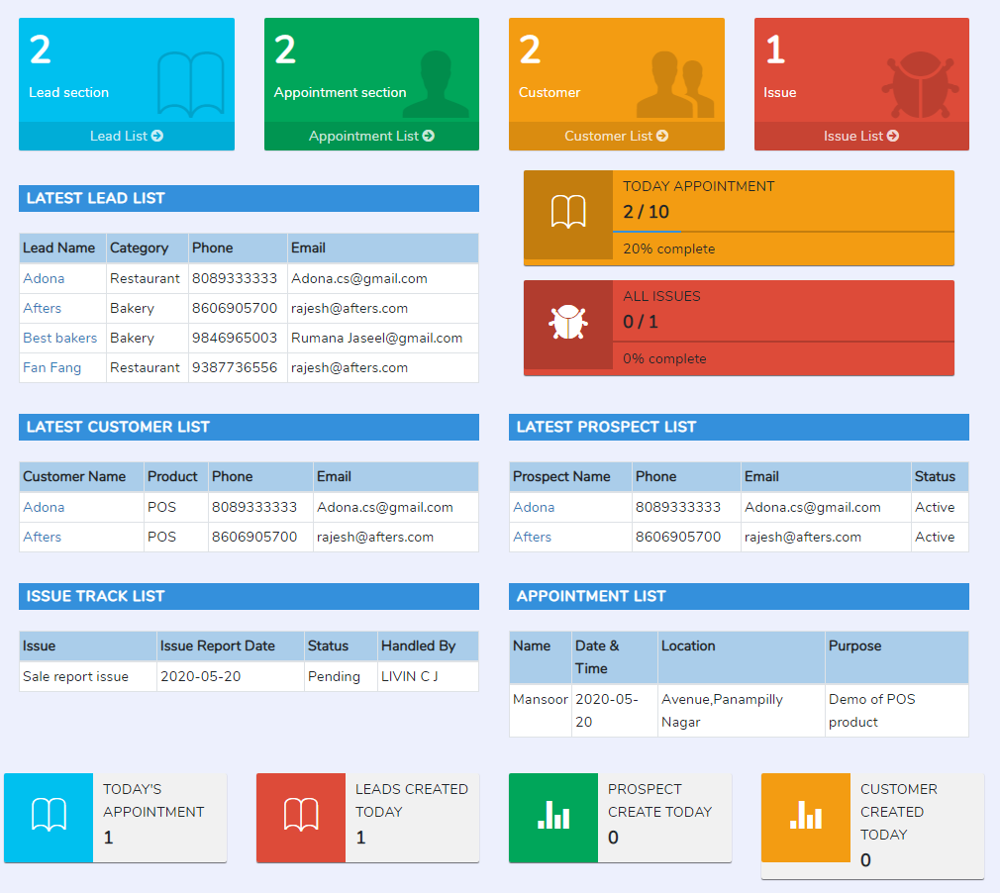 2
Lead section
Lead List
2
Appointment section
Appointment List
2
Customer
Customer List
1
Issue
Issue List
LATEST LEAD LIST
Lead Name Category Phone Email
Adona Restaurant 8089333333 Adona.cs@gmail.com
Afters Bakery 8606905700 rajesh@afters.com
Best bakers Bakery 9846965003 Rumana Jaseel@gmail.com
Fan Fang Restaurant 9387736556 rajesh@afters.com
TODAY APPOINTMENT
2 / 10
20% complete
ALL ISSUES
0 / 1
0% complete
LATEST CUSTOMER LIST
Customer Name Product Phone Email
Adona POS 8089333333 Adona.cs@gmail.com
Afters POS 8606905700 rajesh@afters.com
LATEST PROSPECT LIST
Prospect Name Phone Email Status
Adona 8089333333 Adona.cs@gmail.com Active
Afters 8606905700 rajesh@afters.com Active
ISSUE TRACK LIST
Issue Issue Report Date Status Handled By
Sale report issue 2020-05-20 Pending LIVIN C J
APPOINTMENT LIST
Name Date & Location Purpose
Time
Mansoor 2020-05- Avenue,Panampilly Demo of POS
20 Nagar product
TODAY'S
APPOINTMENT
1
LEADS CREATED
TODAY
1
PROSPECT
CREATE TODAY
0
CUSTOMER
CREATED
TODAY
0